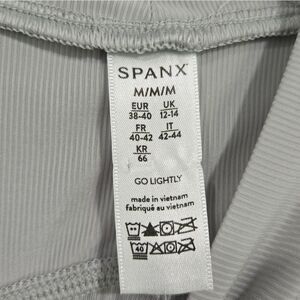 SPANX®
M/M/M
EUR UK
38-40 12-14
FR IT
40-42 42-44
KR
66
GO LIGHTLY
made in vietnam
fabriqué au vietnam
40